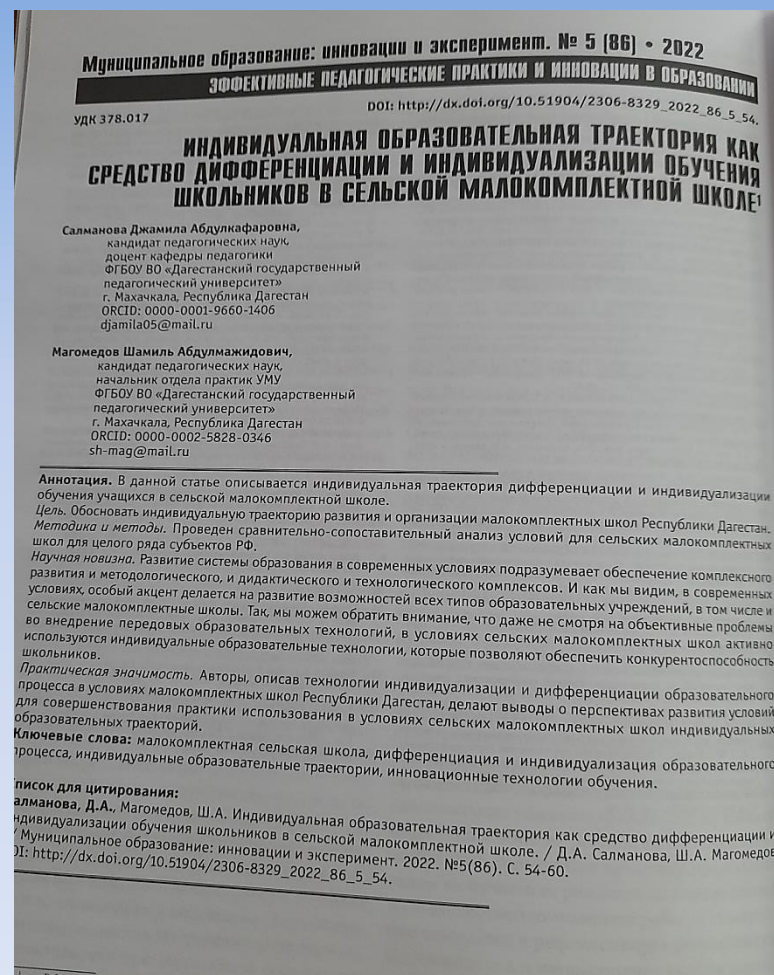 Муниципальное образование: инновации и эксперимент. № 5 (86) • 2022
ЭФФЕКТИВНЫЕ ПЕДАГОГИЧЕСКИЕ ПРАКТИКИ И ИННОВАЦИИ В ОБРАЗОВАНИИ
УДК 378.017
DOI: http://dx.doi.org/10.51904/2306-8329_2022_86_5_54.
ИНДИВИДУАЛЬНАЯ ОБРАЗОВАТЕЛЬНАЯ ТРАЕКТОРИЯ КАК
СРЕДСТВО ДИФФЕРЕНЦИАЦИИ И ИНДИВИДУАЛИЗАЦИИ ОБУЧЕНИЯ
ШКОЛЬНИКОВ В СЕЛЬСКОЙ МАЛОКОМПЛЕКТНОЙ ШКОЛЕ¹
Салманова Джамила Абдулкафаровна,
кандидат педагогических наук,
доцент кафедры педагогики
ФГБОУ ВО «Дагестанский государственный
педагогический университет»
г. Махачкала, Республика Дагестан
ORCID: 0000-0001-9660-1406
djamila05@mail.ru
Магомедов Шамиль Абдулмажидович,
кандидат педагогических наук,
начальник отдела практик УМУ
ФГБОУ ВО «Дагестанский государственный
педагогический университет»
г. Махачкала, Республика Дагестан
ORCID: 0000-0002-5828-0346
sh-mag@mail.ru
Аннотация. В данной статье описывается индивидуальная траектория дифференциации и индивидуализации
обучения учащихся в сельской малокомплектной школе.
Цель. Обосновать индивидуальную траекторию развития и организации малокомплектных школ Республики Дагестан.
Методика и методы. Проведен сравнительно-сопоставительный анализ условий для сельских малокомплектных
школ для целого ряда субъектов РФ.
Научная новизна. Развитие системы образования в современных условиях подразумевает обеспечение комплексного
развития и методологического, и дидактического и технологического комплексов. И как мы видим, в современных
условиях, особый акцент делается на развитие возможностей всех типов образовательных учреждений, в том числе и
сельские малокомплектные школы. Так, мы можем обратить внимание, что даже не смотря на объективные проблемы
во внедрение передовых образовательных технологий, в условиях сельских малокомплектных школ активно
используются индивидуальные образовательные технологии, которые позволяют обеспечить конкурентоспособность
школьников.
Практическая значимость. Авторы, описав технологии индивидуализации и дифференциации образовательного
процесса в условиях малокомплектных школ Республики Дагестан, делают выводы о перспективах развития условий
для совершенствования практики использования в условиях сельских малокомплектных школ индивидуальных
образовательных траекторий.
Ключевые слова: малокомплектная сельская школа, дифференциация и индивидуализация образовательного
процесса, индивидуальные образовательные траектории, инновационные технологии обучения.
писок для цитирования:
алманова, Д.А., Магомедов, Ш.А. Индивидуальная образовательная траектория как средство дифференциации и
ндивидуализации обучения школьников в сельской малокомплектной школе. / Д.А. Салманова, Ш.А. Магомедов
/ Муниципальное образование: инновации и эксперимент. 2022. №5(86). С. 54-60.
OI: http://dx.doi.org/10.51904/2306-8329_2022_86_5_54.